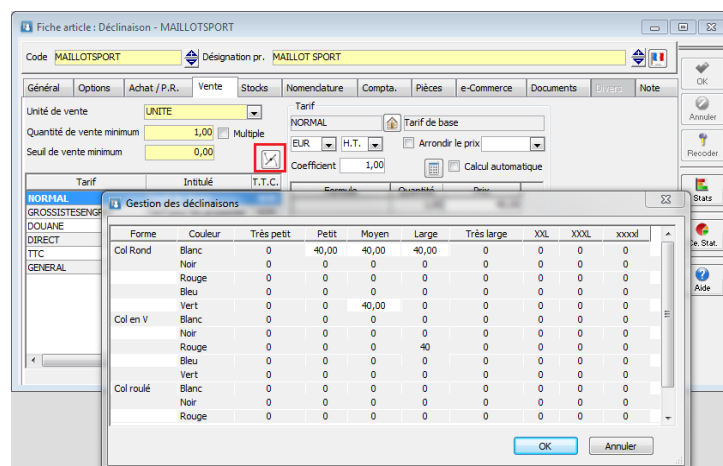 Fiche article : Déclinaison - MAILLOTSPORT
Code MAILLOTSPORT Désignation pr. MAILLOT SPORT
OK
Général Options Achat / P.R. Vente Stocks Nomenclature Compta. Pièces e-Commerce Documents Divers Note
Annuler
Unité de vente UNITE
Tarif
NORMAL Tarif de base
Quantité de vente minimum 1,00 Multiple
EUR H.T. Arrondir le prix
Recoder
Seuil de vente minimum 0,00
Coefficient 1,00 Calcul automatique
Tarif Intitulé T.T.C.
Formule Quantité Prix
Stats
NORMAL
GROSSISTESENGR
DOUANE
DIRECT
TTC
GENERAL
Ce. Stat.
Aide
Gestion des déclinaisons
Forme Couleur Très petit Petit Moyen Large Très large XXL XXXL xxxxl
Col Rond Blanc 0 40,00 40,00 40,00 0 0 0 0
Noir 0 0 0 0 0 0 0 0
Rouge 0 0 0 0 0 0 0 0
Bleu 0 0 0 0 0 0 0 0
Vert 0 0 40,00 0 0 0 0 0
Col en V Blanc 0 0 0 0 0 0 0 0
Noir 0 0 0 0 0 0 0 0
Rouge 0 0 0 40 0 0 0 0
Bleu 0 0 0 0 0 0 0 0
Vert 0 0 0 0 0 0 0 0
Col roulé Blanc 0 0 0 0 0 0 0 0
Noir 0 0 0 0 0 0 0 0
Rouge 0 0 0 0 0 0 0 0
OK Annuler